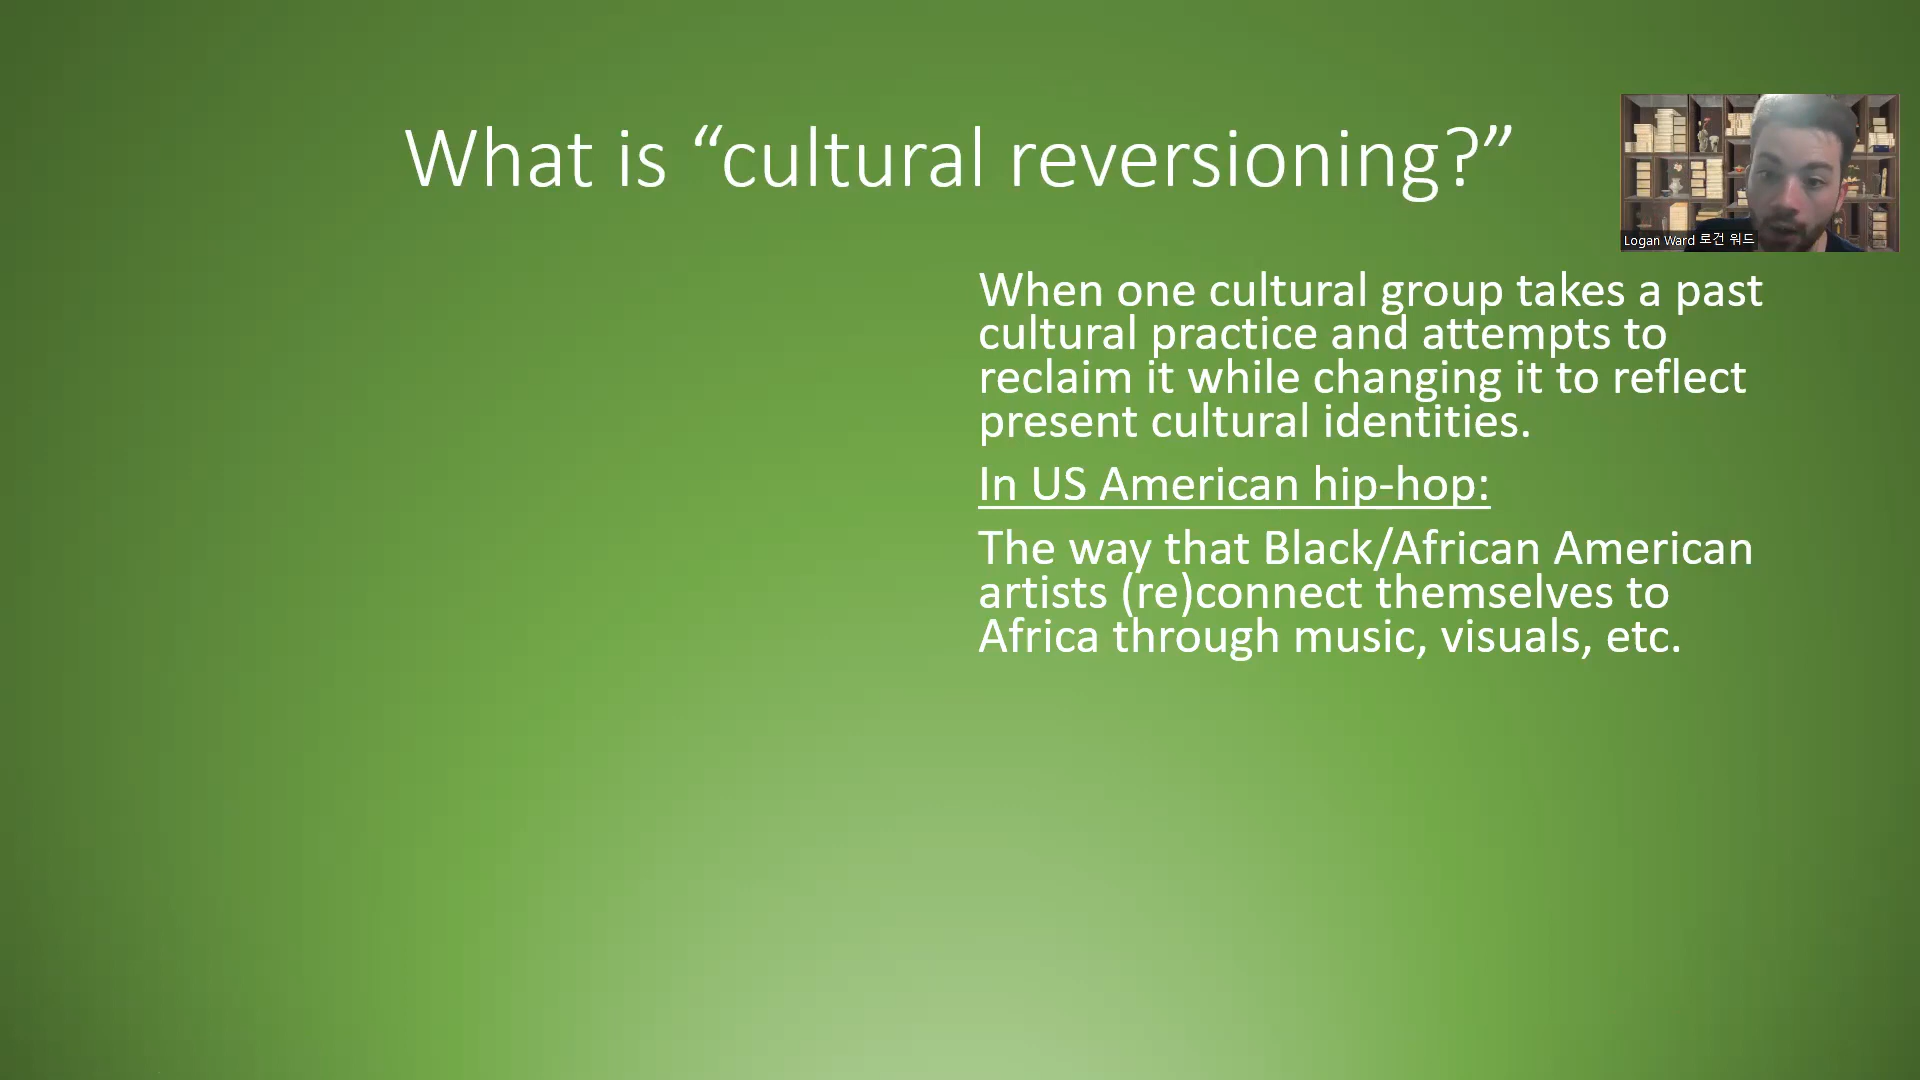 What is “cultural reversioning?”
Logan Ward 로건 워드
When one cultural group takes a past
cultural practice and attempts to
reclaim it while changing it to reflect
present cultural identities.
In US American hip-hop:
The way that Black/African American
artists (re)connect themselves to
Africa through music, visuals, etc.